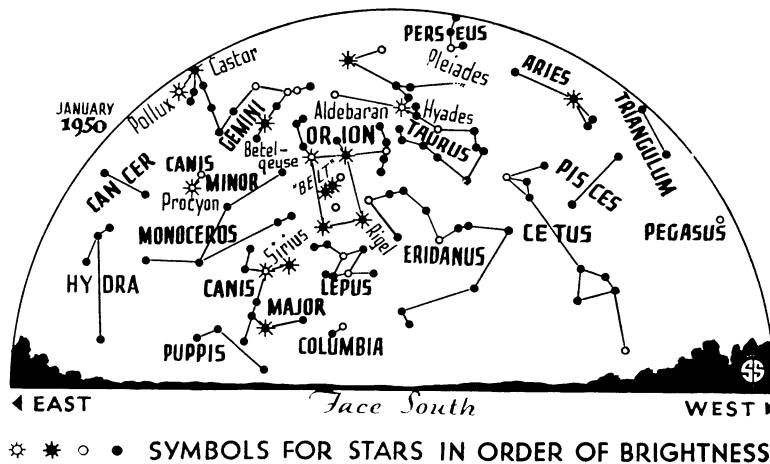 PERSEUS
Castor
Pleiades
ARIES
JANUARY
1950
Pollux
GEMINI
Aldebaran
Hyades
TRIANGULUM
ORION
TAURUS
Betel-
geuse
CANCER
CANIS
MINOR
"BELT"
PISCES
Procyon
MONOCEROS
Sirius
Rigel
ERIDANUS
CETUS
PEGASUS
HYDRA
CANIS
MAJOR
LEPUS
PUPPIS
COLUMBIA
SS
EAST
Face South
WEST
SYMBOLS FOR STARS IN ORDER OF BRIGHTNESS